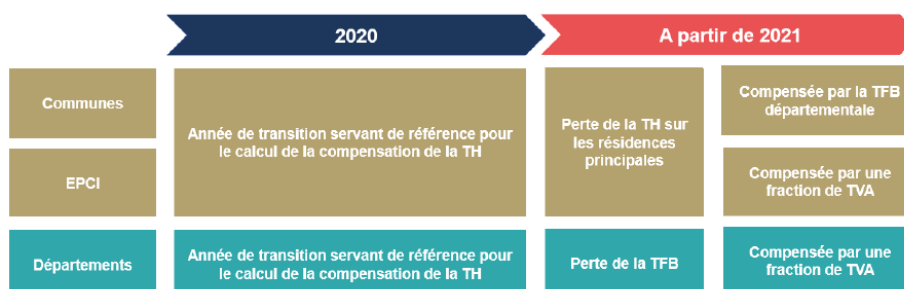 2020
A partir de 2021
Communes
Année de transition servant de référence pour
le calcul de la compensation de la TH
Perte de la TH sur
les résidences
principales
Compensée par la TFB
départementale
EPCI
Compensée par une
fraction de TVA
Départements
Année de transition servant de référence pour
le calcul de la compensation de la TH
Perte de la TFB
Compensée par une
fraction de TVA